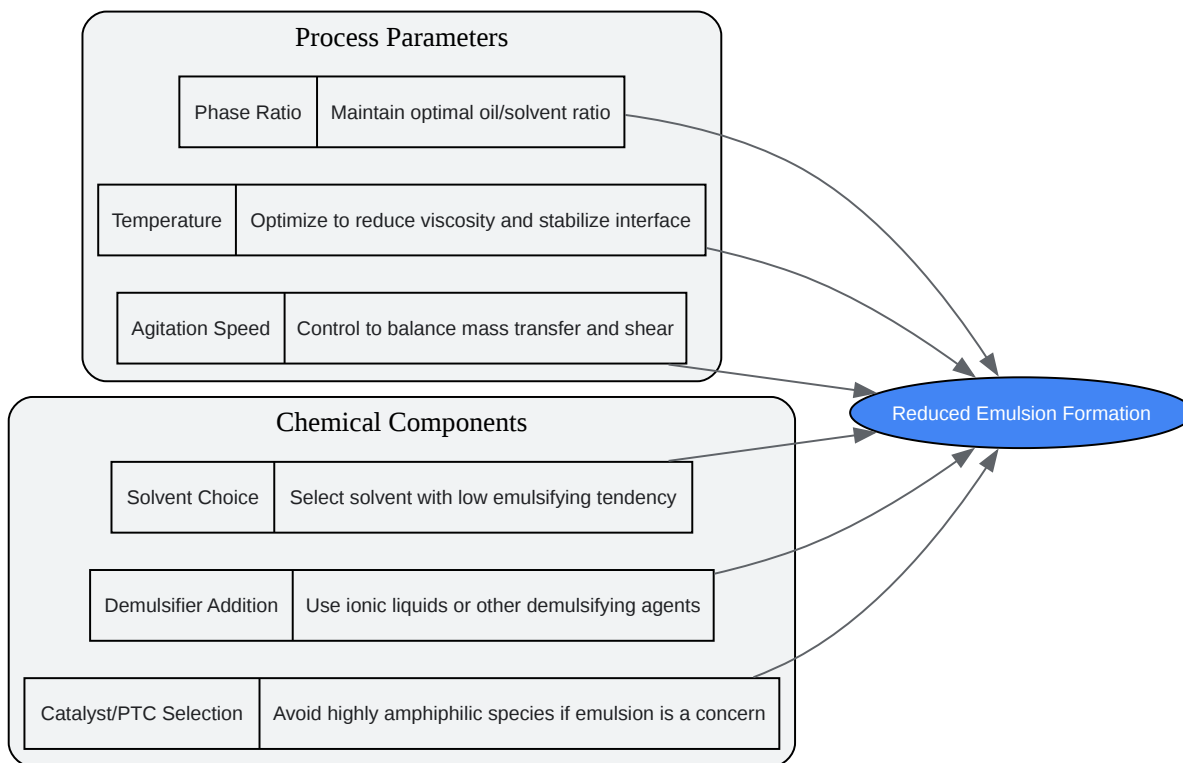 Process Parameters
Phase Ratio
Maintain optimal oil/solvent ratio
Temperature
Optimize to reduce viscosity and stabilize interface
Agitation Speed
Control to balance mass transfer and shear
Reduced Emulsion Formation
Chemical Components
Solvent Choice
Select solvent with low emulsifying tendency
Demulsifier Addition
Use ionic liquids or other demulsifying agents
Catalyst/PTC Selection
Avoid highly amphiphilic species if emulsion is a concern